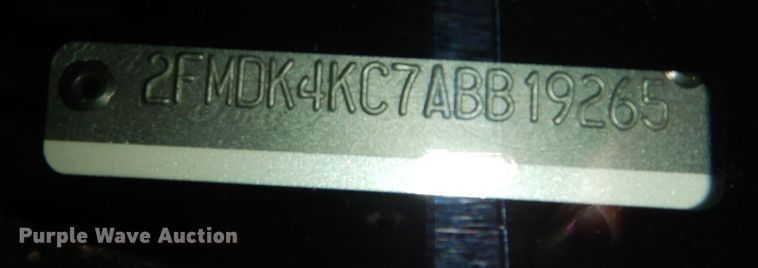 2FMDK4KC7ABB19265
Purple Wave Auction